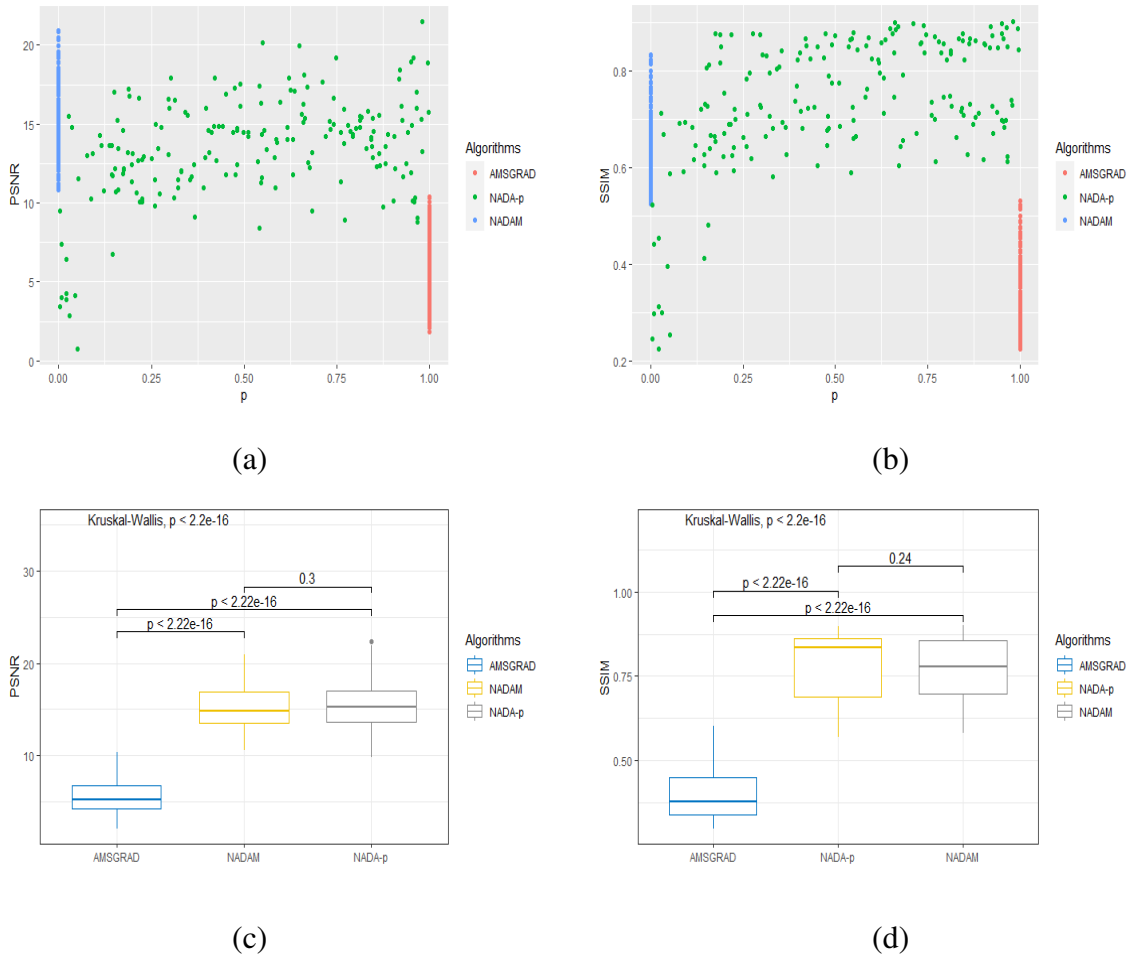 PSNR
20
15
10
5
0
0.00
0.25
0.50
0.75
1.00
p
Algorithms
AMSGRAD
NADA-p
NADAM
(a)
SSIM
0.8
0.6
0.4
0.2
0.00
0.25
0.50
0.75
1.00
p
Algorithms
AMSGRAD
NADA-p
NADAM
(b)
Kruskal-Wallis, p < 2.2e-16
PSNR
30
20
10
0.3
p < 2.22e-16
p < 2.22e-16
AMSGRAD
NADAM
NADA-p
Algorithms
AMSGRAD
NADAM
NADA-p
(c)
Kruskal-Wallis, p < 2.2e-16
SSIM
1.00
0.75
0.50
0.24
p < 2.22e-16
p < 2.22e-16
AMSGRAD
NADA-p
NADAM
Algorithms
AMSGRAD
NADA-p
NADAM
(d)